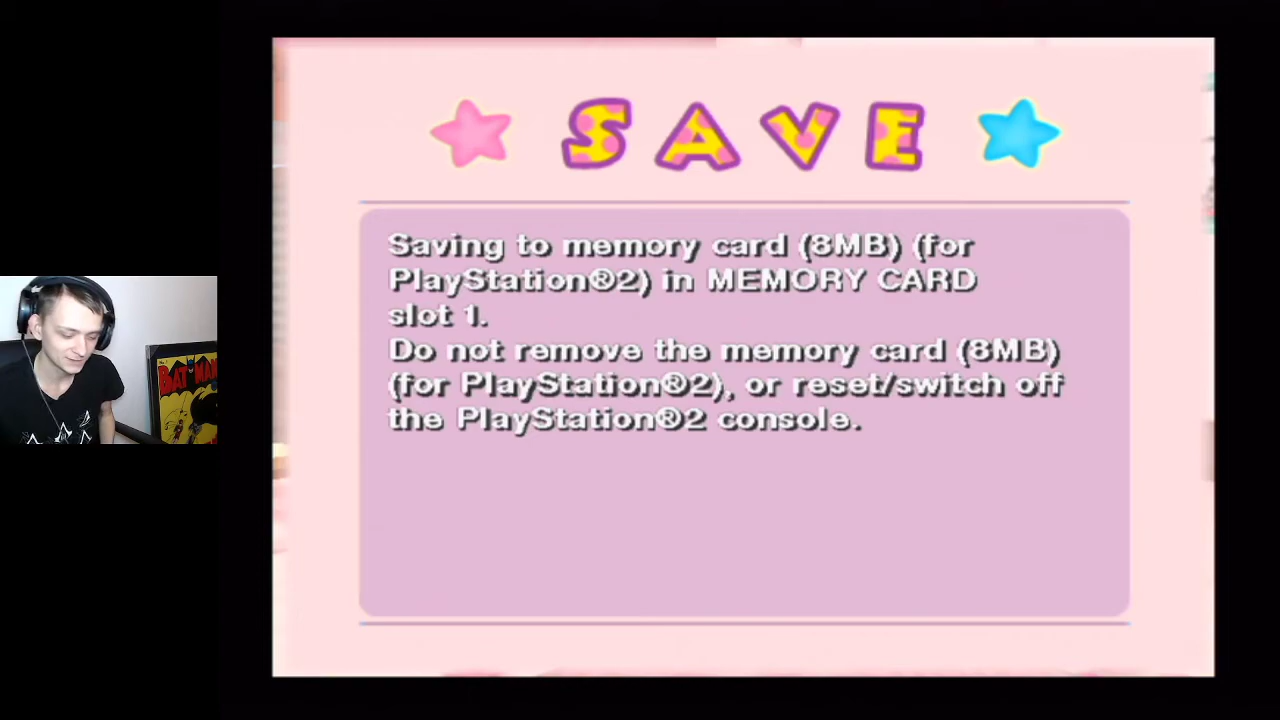 SAVE
Saving to memory card (8MB) (for
PlayStation®2) in MEMORY CARD
slot 1.
Do not remove the memory card (8MB)
(for PlayStation®2), or reset/switch off
the PlayStation®2 console.
BATMAN